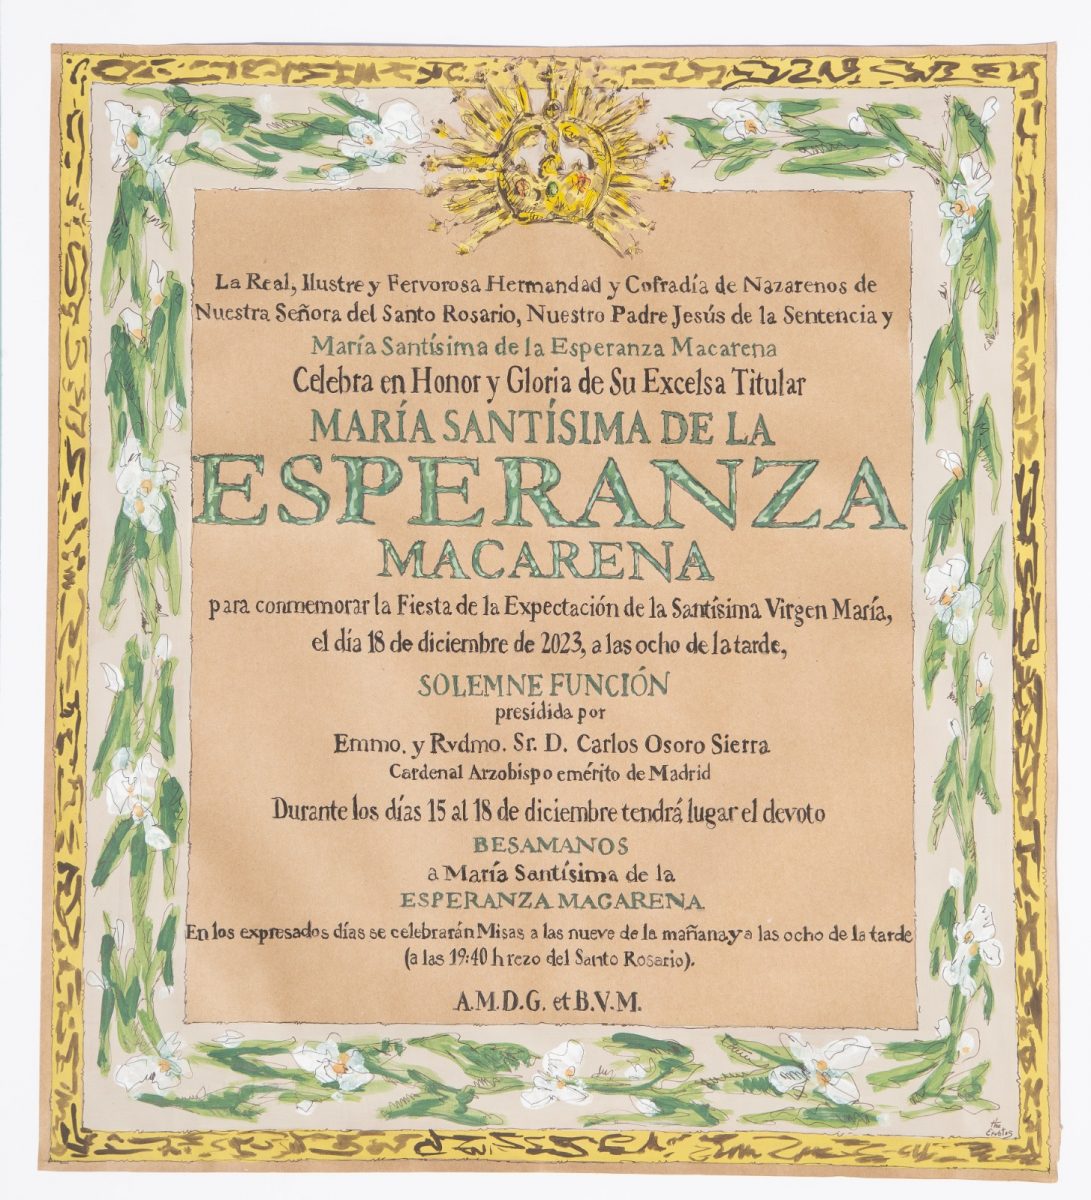 La Real, Ilustre y Fervorosa Hermandad y Cofradía de Nazarenos de
Nuestra Señora del Santo Rosario, Nuestro Padre Jesús de la Sentencia y
María Santísima de la Esperanza Macarena
Celebra en Honor y Gloria de Su Excelsa Titular
MARÍA SANTÍSIMA DE LA
ESPERANZA
MACARENA
para conmemorar la Fiesta de la Expectación de la Santísima Virgen María,
el día 18 de diciembre de 2023, a las ocho de la tarde,
SOLEMNE FUNCIÓN
presidida por
Emmo. y Rvdmo. Sr. D. Carlos Osoro Sierra
Cardenal Arzobispo emérito de Madrid
Durante los días 15 al 18 de diciembre tendrá lugar el devoto
BESAMANOS
a María Santísima de la
ESPERANZA MACARENA
En los expresados días se celebrarán Misas a las nueve de la mañana y a las ocho de la tarde
(a las 19:40 h rezo del Santo Rosario).
A.M.D.G. et B.V.M.
the